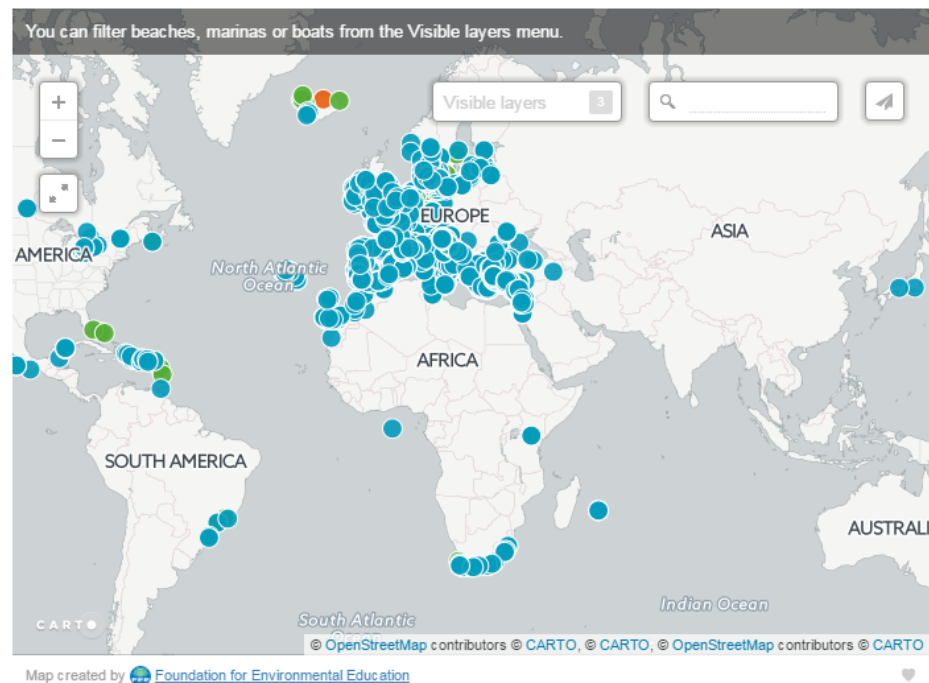 You can filter beaches, marinas or boats from the Visible layers menu.
+
Visible layers 3
−
EUROPE
ASIA
AMERICA
North Atlantic
Ocean
AFRICA
SOUTH AMERICA
AUSTRALI
Indian Ocean
South Atlantic
CARTO
© OpenStreetMap contributors © CARTO, © CARTO, © OpenStreetMap contributors © CARTO
Map created by Foundation for Environmental Education